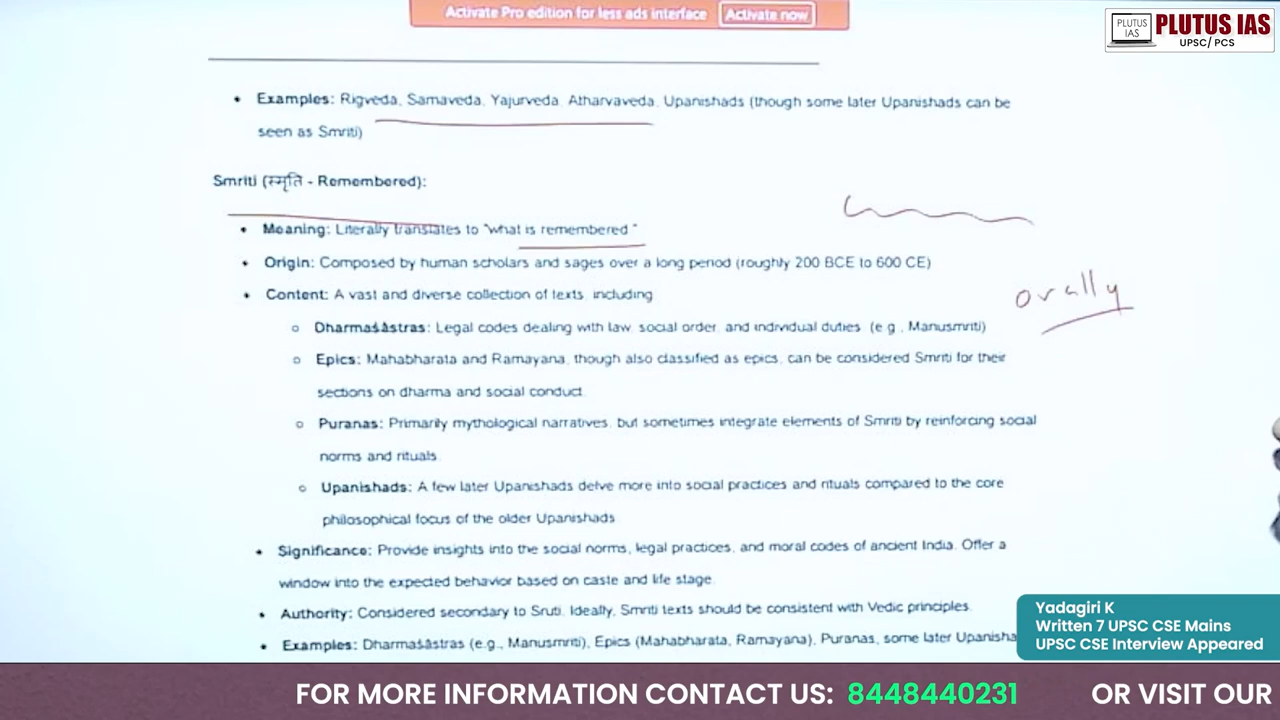 Activate Pro edition for less ads interface Activate now
PLUTUS IAS
PLUTUS IAS
UPSC/ PCS
• Examples: Rigveda, Samaveda, Yajurveda, Atharvaveda, Upanishads (though some later Upanishads can be
seen as Smriti)
Smriti (स्मृति - Remembered):
• Meaning: Literally translates to "what is remembered."
• Origin: Composed by human scholars and sages over a long period (roughly 200 BCE to 600 CE)
• Content: A vast and diverse collection of texts, including
orally
○ Dharmaśāstras: Legal codes dealing with law, social order, and individual duties (e.g., Manusmriti)
○ Epics: Mahabharata and Ramayana, though also classified as epics, can be considered Smriti for their
sections on dharma and social conduct.
○ Puranas: Primarily mythological narratives, but sometimes integrate elements of Smriti by reinforcing social
norms and rituals.
○ Upanishads: A few later Upanishads delve more into social practices and rituals compared to the core
philosophical focus of the older Upanishads
• Significance: Provide insights into the social norms, legal practices, and moral codes of ancient India. Offer a
window into the expected behavior based on caste and life stage.
• Authority: Considered secondary to Sruti. Ideally, Smriti texts should be consistent with Vedic principles.
• Examples: Dharmaśāstras (e.g., Manusmriti), Epics (Mahabharata, Ramayana), Puranas, some later Upanisha
Yadagiri K
Written 7 UPSC CSE Mains
UPSC CSE Interview Appeared
FOR MORE INFORMATION CONTACT US: 8448440231 OR VISIT OUR